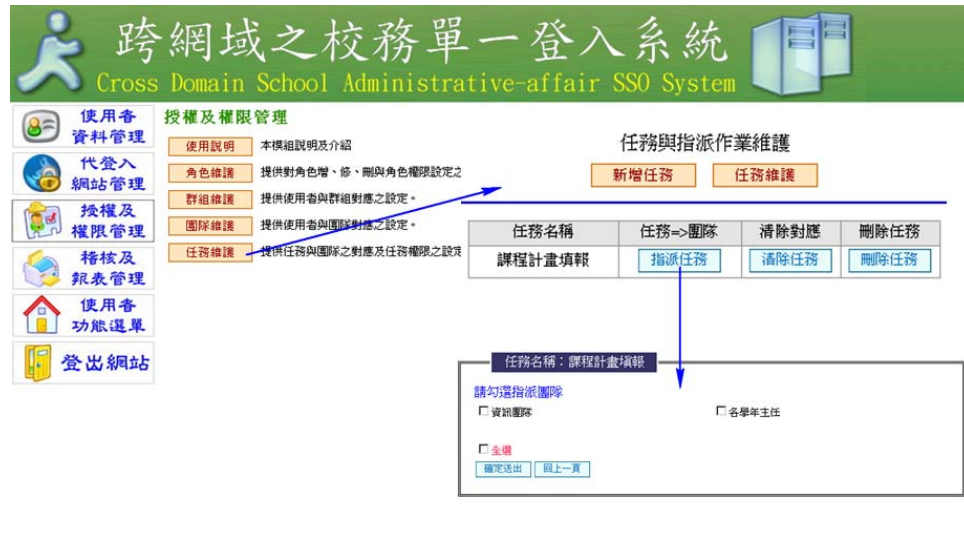 跨網域之校務單一登入系統
Cross Domain School Administrative-affair SSO System
使用者
資料管理
代登入
網站管理
授權及
權限管理
稽核及
報表管理
使用者
功能選單
登出網站
授權及權限管理
使用說明 本模組說明及介紹
角色維護 提供對角色增、修、刪與角色權限設定之
群組維護 提供使用者與群組對應之設定。
團隊維護 提供使用者與團隊對應之設定。
任務維護 提供任務與團隊之對應及任務權限之設定
任務與指派作業維護
新增任務 任務維護
任務名稱 任務=>團隊 清除對應 刪除任務
課程計畫填報 指派任務 清除任務 刪除任務
任務名稱：課程計畫填報
請勾選指派團隊
資訊團隊 各學年主任
全選
確定送出 回上一頁